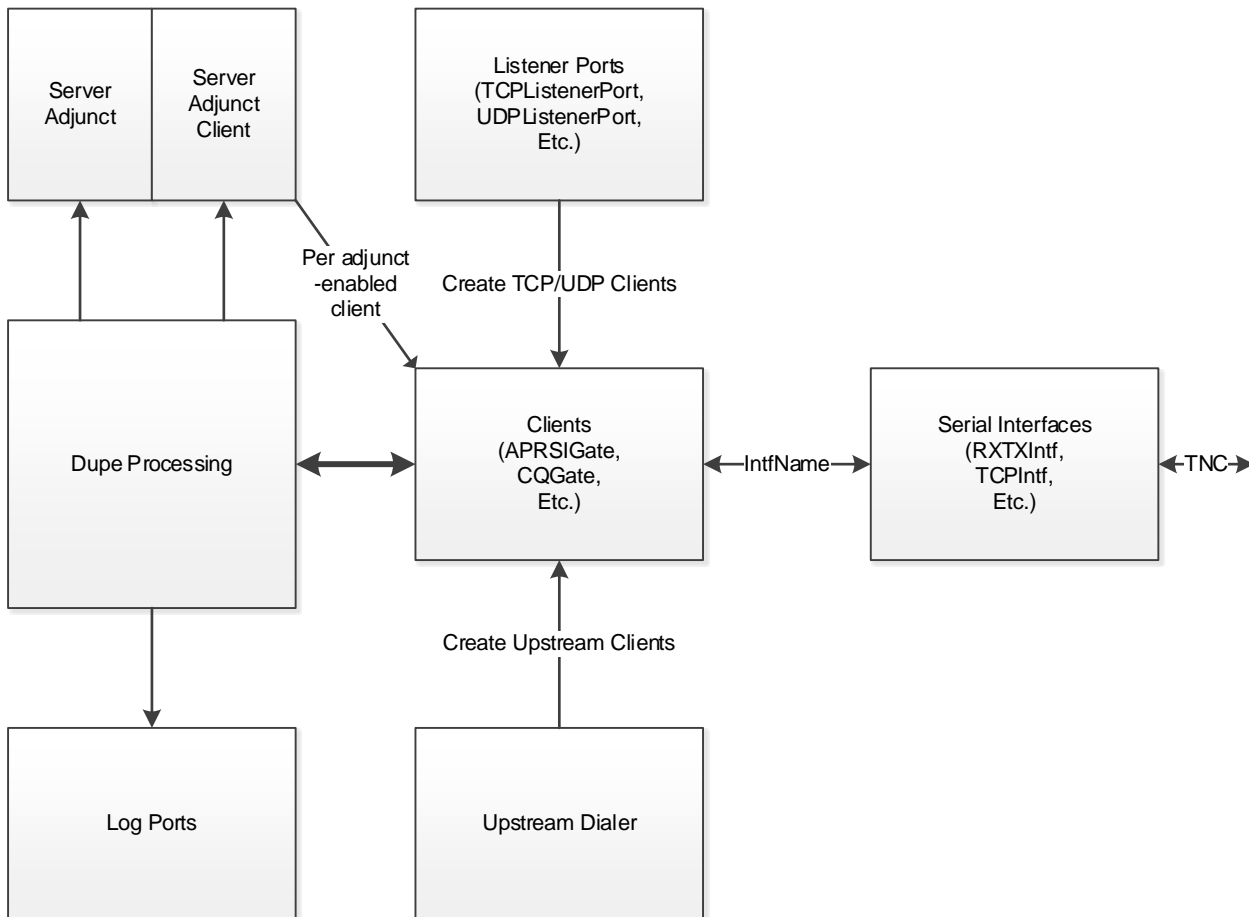 Server
Adjunct
Server
Adjunct
Client
Listener Ports
(TCPListenerPort,
UDPListenerPort,
Etc.)
Per adjunct
-enabled
client
Create TCP/UDP Clients
Dupe Processing
Clients
(APRSIGate,
CQGate,
Etc.)
IntfName
Serial Interfaces
(RXTXIntf,
TCPIntf,
Etc.)
TNC
Create Upstream Clients
Log Ports
Upstream Dialer